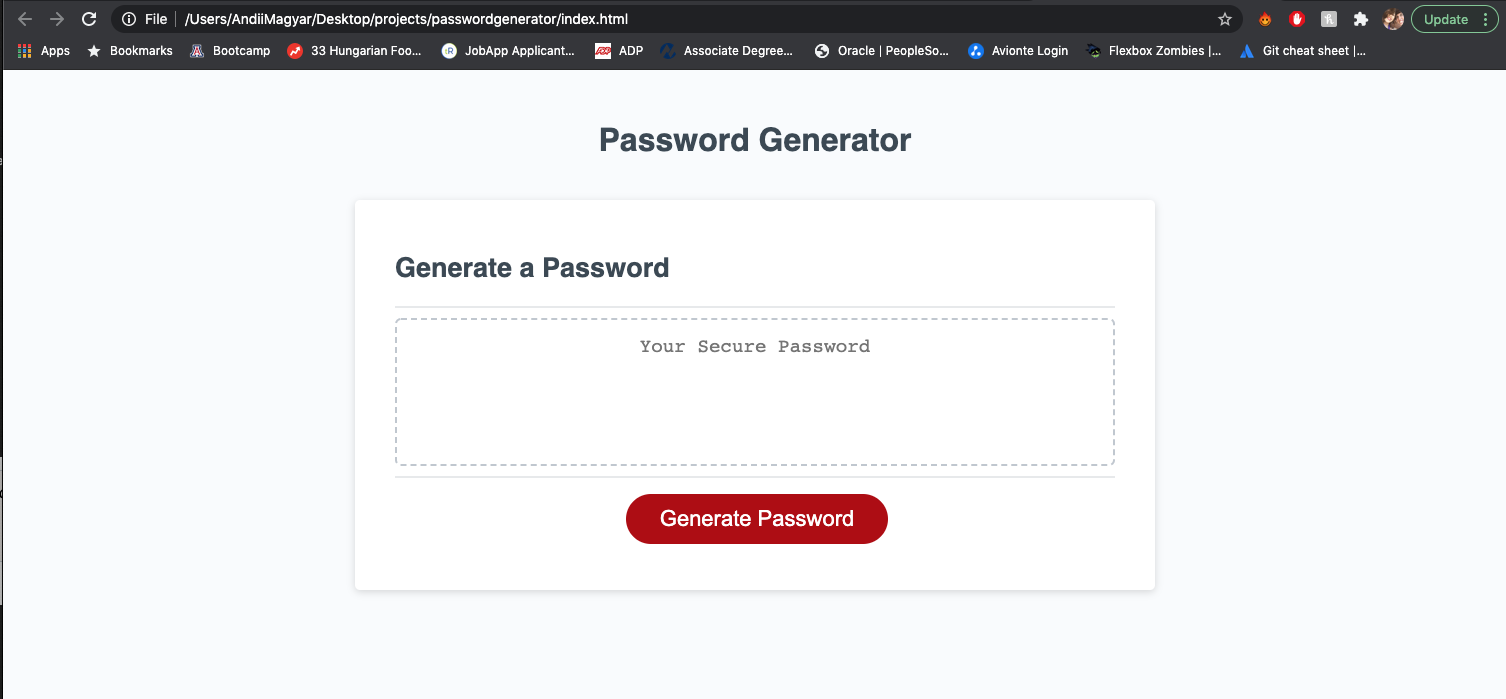 File /Users/AndiiMagyar/Desktop/projects/passwordgenerator/index.html Update
Apps Bookmarks Bootcamp 33 Hungarian Foo... JobApp Applicant... ADP Associate Degree... Oracle | PeopleSo... Avionte Login Flexbox Zombies |... Git cheat sheet |...
Password Generator
Generate a Password
Your Secure Password
Generate Password